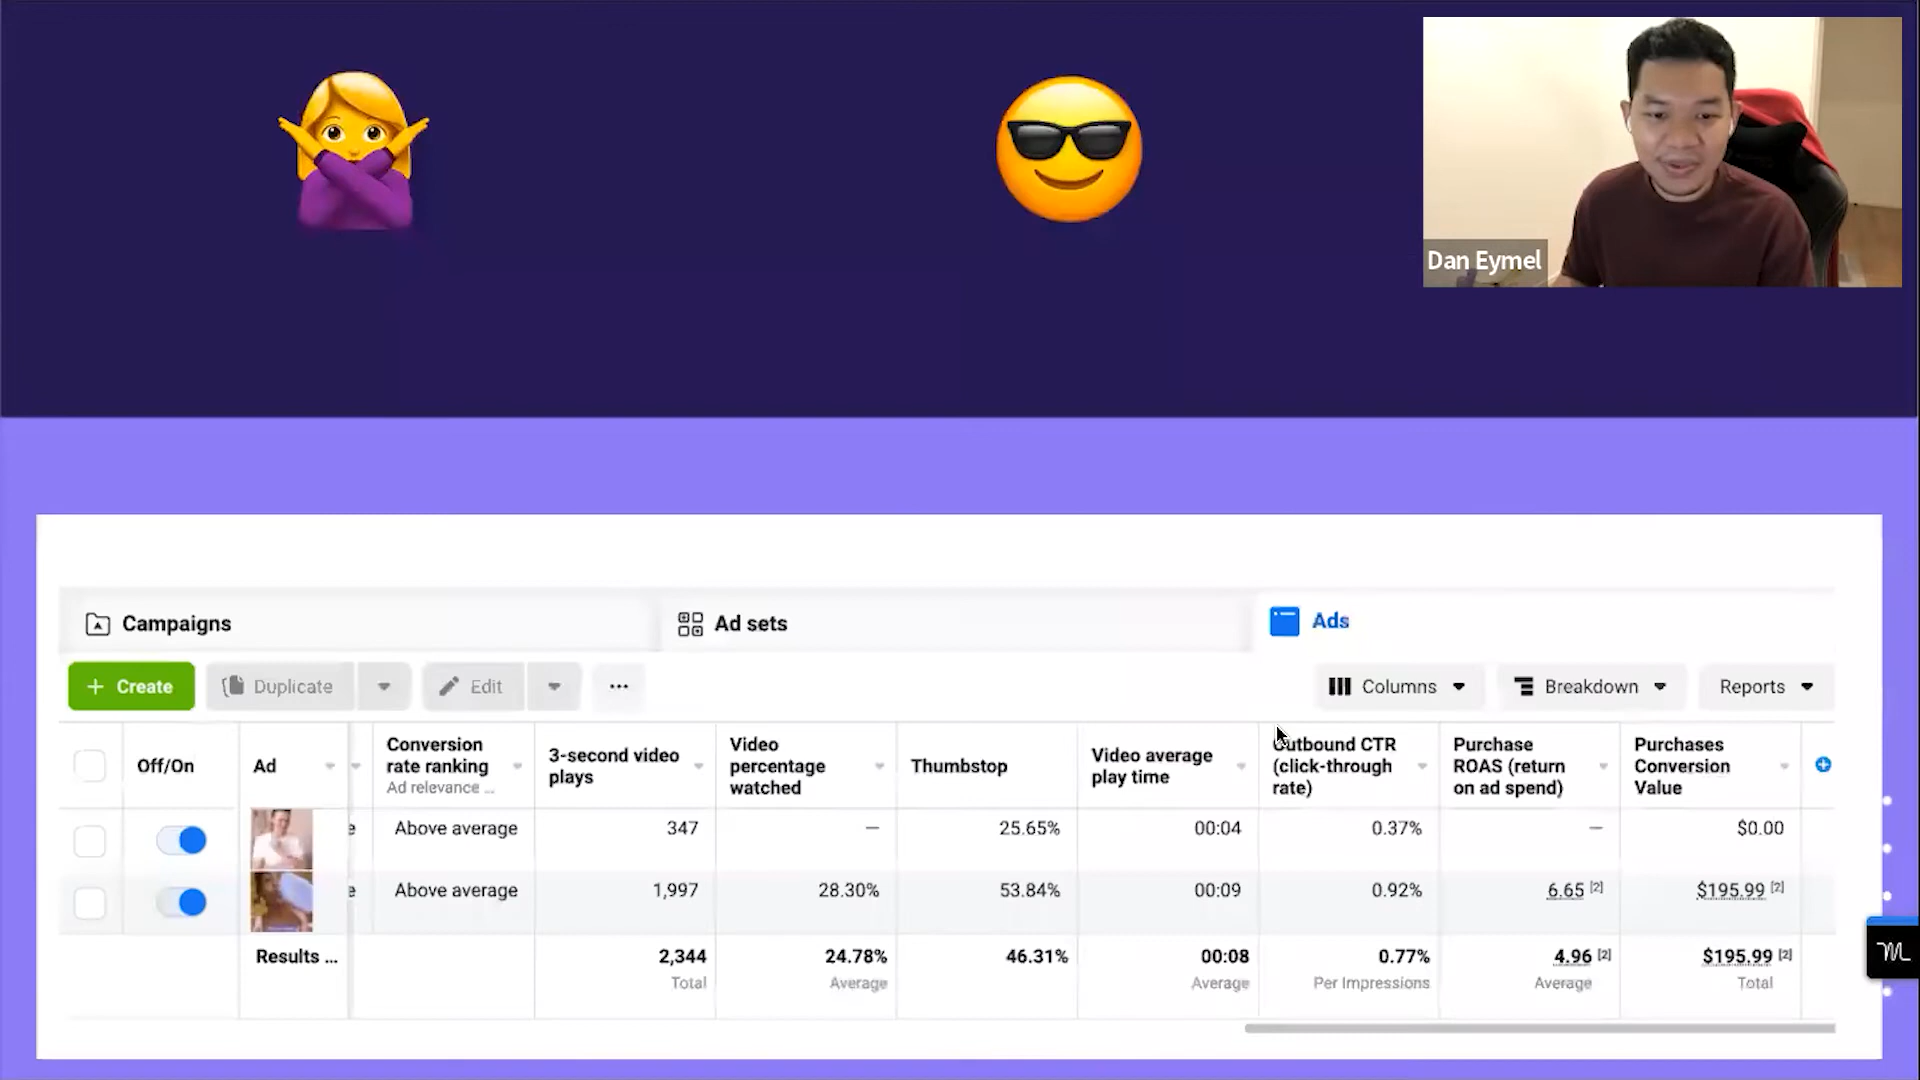 Dan Eymel
Campaigns
Ad sets
Ads
+ Create
Duplicate
Edit
...
Columns
Breakdown
Reports
Off/On
Ad
Conversion
rate ranking
Ad relevance ...
3-second video
plays
Video
percentage
watched
Thumbstop
Video average
play time
Outbound CTR
(click-through
rate)
Purchase
ROAS (return
on ad spend)
Purchases
Conversion
Value
e Above average 347 — 25.65% 00:04 0.37% — $0.00
e Above average 1,997 28.30% 53.84% 00:09 0.92% 6.65 [2] $195.99 [2]
Results ... 2,344 24.78% 46.31% 00:08 0.77% 4.96 [2] $195.99 [2]
Total Average Average Per Impressions Average Total